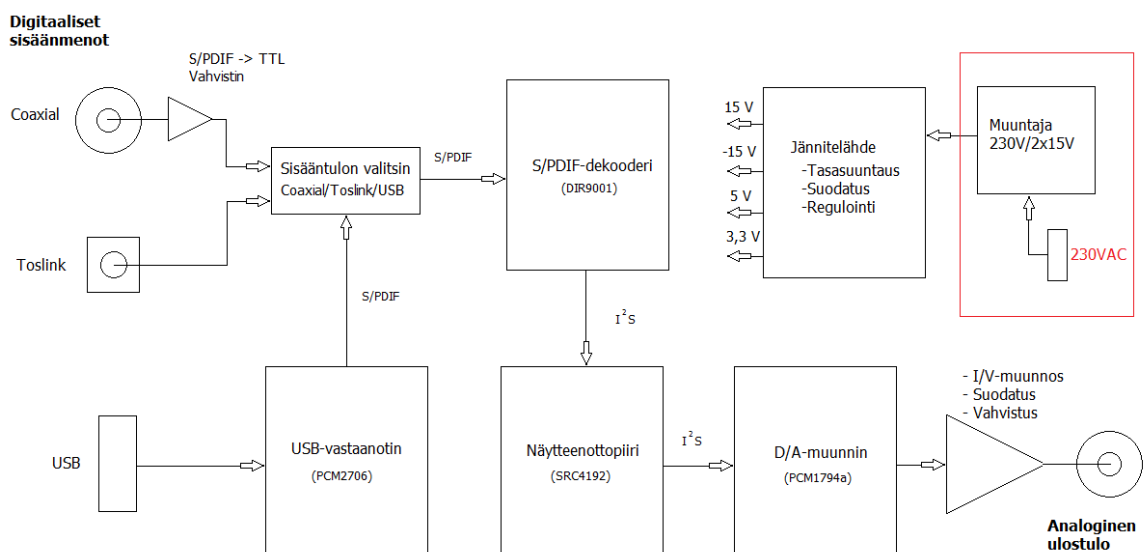 Digitaaliset
sisäänmenot
S/PDIF -> TTL
Vahvistin
Coaxial
Sisääntulon valitsin
Coaxial/Toslink/USB
S/PDIF
S/PDIF-dekooderi
(DIR9001)
15 V
-15 V
5 V
3,3 V
Jännitelähde
-Tasasuuntaus
-Suodatus
-Regulointi
Muuntaja
230V/2x15V
230VAC
Toslink
S/PDIF
I²S
USB
USB-vastaanotin
(PCM2706)
Näytteenottopiiri
(SRC4192)
I²S
D/A-muunnin
(PCM1794a)
- I/V-muunnos
- Suodatus
- Vahvistus
Analoginen
ulostulo